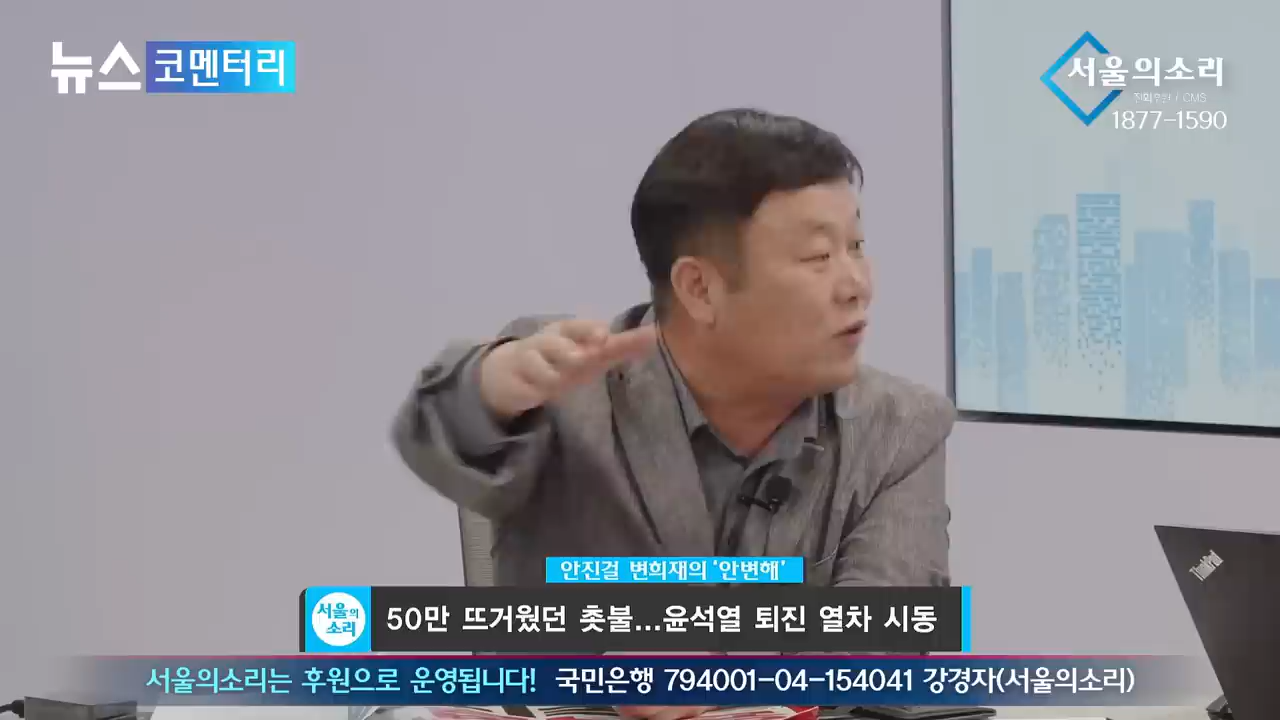 뉴스 코멘터리
서울의소리
1877-1590
ThinkPad
안진걸 변희재의 '안변해'
서울의 소리
50만 뜨거웠던 촛불...윤석열 퇴진 열차 시동
서울의소리는 후원으로 운영됩니다! 국민은행 794001-04-154041 강경자(서울의소리)